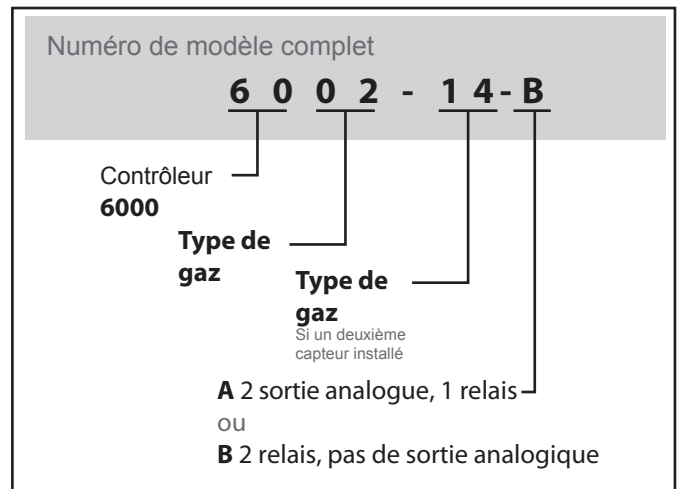 Numéro de modèle complet
6 0 0 2 - 1 4 - B
Contrôleur
6000
Type de
gaz
Type de
gaz
Si un deuxième
capteur installé
A 2 sortie analogue, 1 relais
ou
B 2 relais, pas de sortie analogique